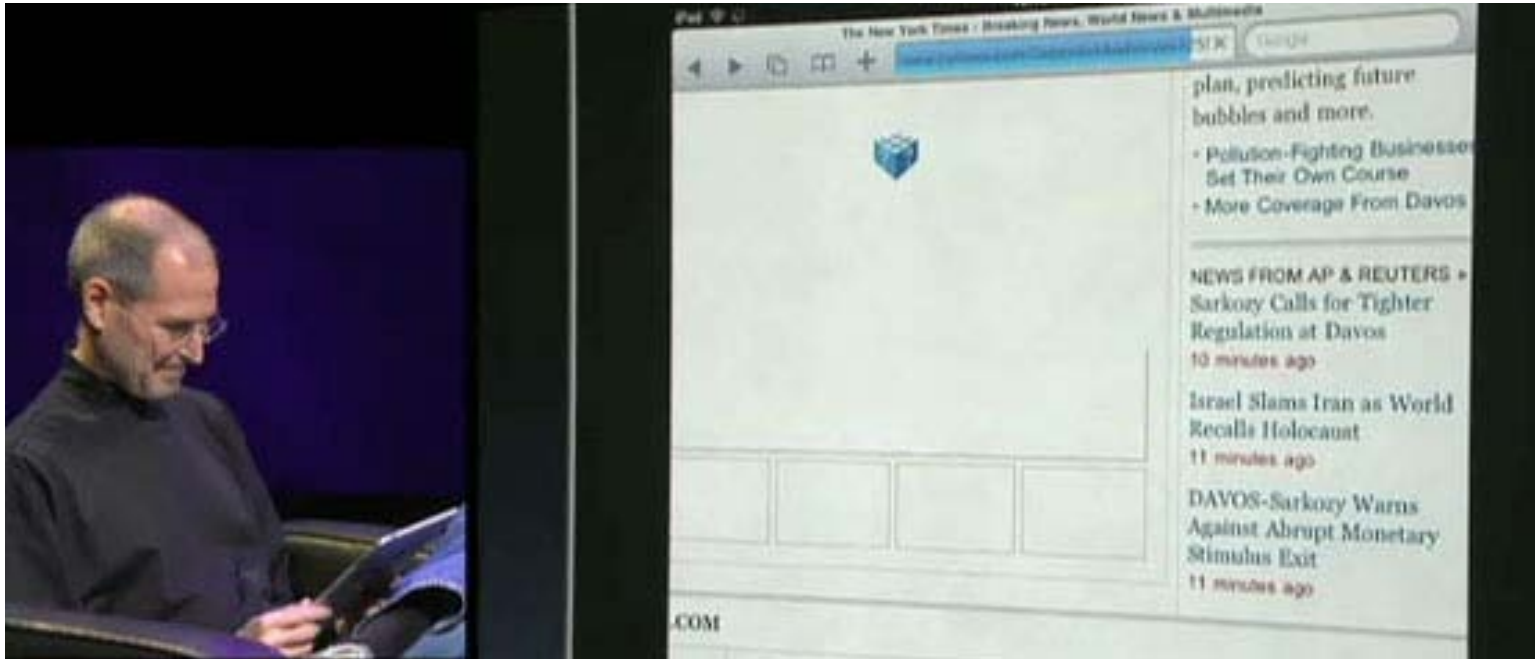 iPad
The New York Times - Breaking News, World News & Multimedia
Google
plan, predicting future
bubbles and more.
• Pollution-Fighting Businesses
Set Their Own Course
• More Coverage From Davos
NEWS FROM AP & REUTERS »
Sarkozy Calls for Tighter
Regulation at Davos
10 minutes ago
Israel Slams Iran as World
Recalls Holocaust
11 minutes ago
DAVOS-Sarkozy Warns
Against Abrupt Monetary
Stimulus Exit
11 minutes ago
.COM